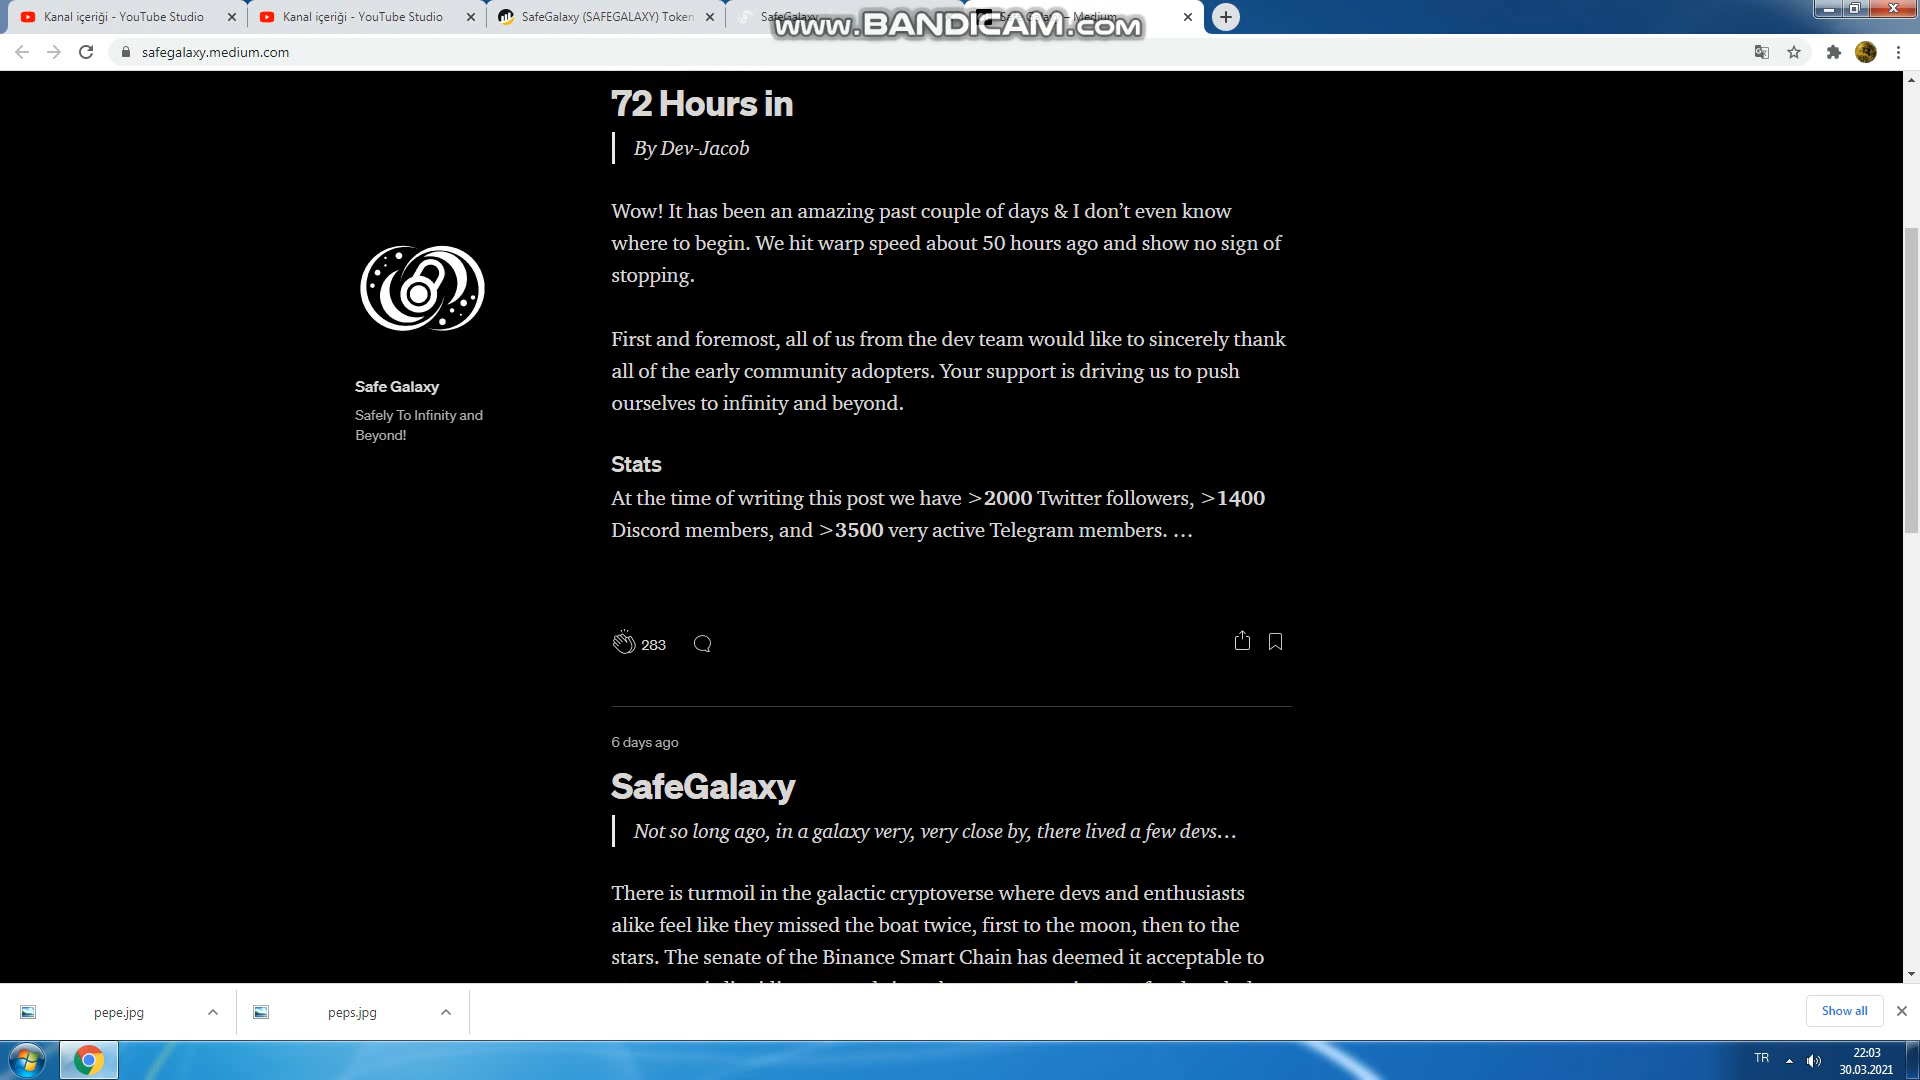 Kanal içeriği - YouTube Studio
Kanal içeriği - YouTube Studio
SafeGalaxy (SAFEGALAXY) Token
SafeGalaxy
Medium
www.BANDICAM.com
safegalaxy.medium.com
72 Hours in
By Dev-Jacob
Wow! It has been an amazing past couple of days & I don’t even know
where to begin. We hit warp speed about 50 hours ago and show no sign of
stopping.
First and foremost, all of us from the dev team would like to sincerely thank
all of the early community adopters. Your support is driving us to push
ourselves to infinity and beyond.
Safe Galaxy
Safely To Infinity and
Beyond!
Stats
At the time of writing this post we have >2000 Twitter followers, >1400
Discord members, and >3500 very active Telegram members. …
283
6 days ago
SafeGalaxy
Not so long ago, in a galaxy very, very close by, there lived a few devs…
There is turmoil in the galactic cryptoverse where devs and enthusiasts
alike feel like they missed the boat twice, first to the moon, then to the
stars. The senate of the Binance Smart Chain has deemed it acceptable to
pepe.jpg
peps.jpg
Show all
TR
22:03
30.03.2021